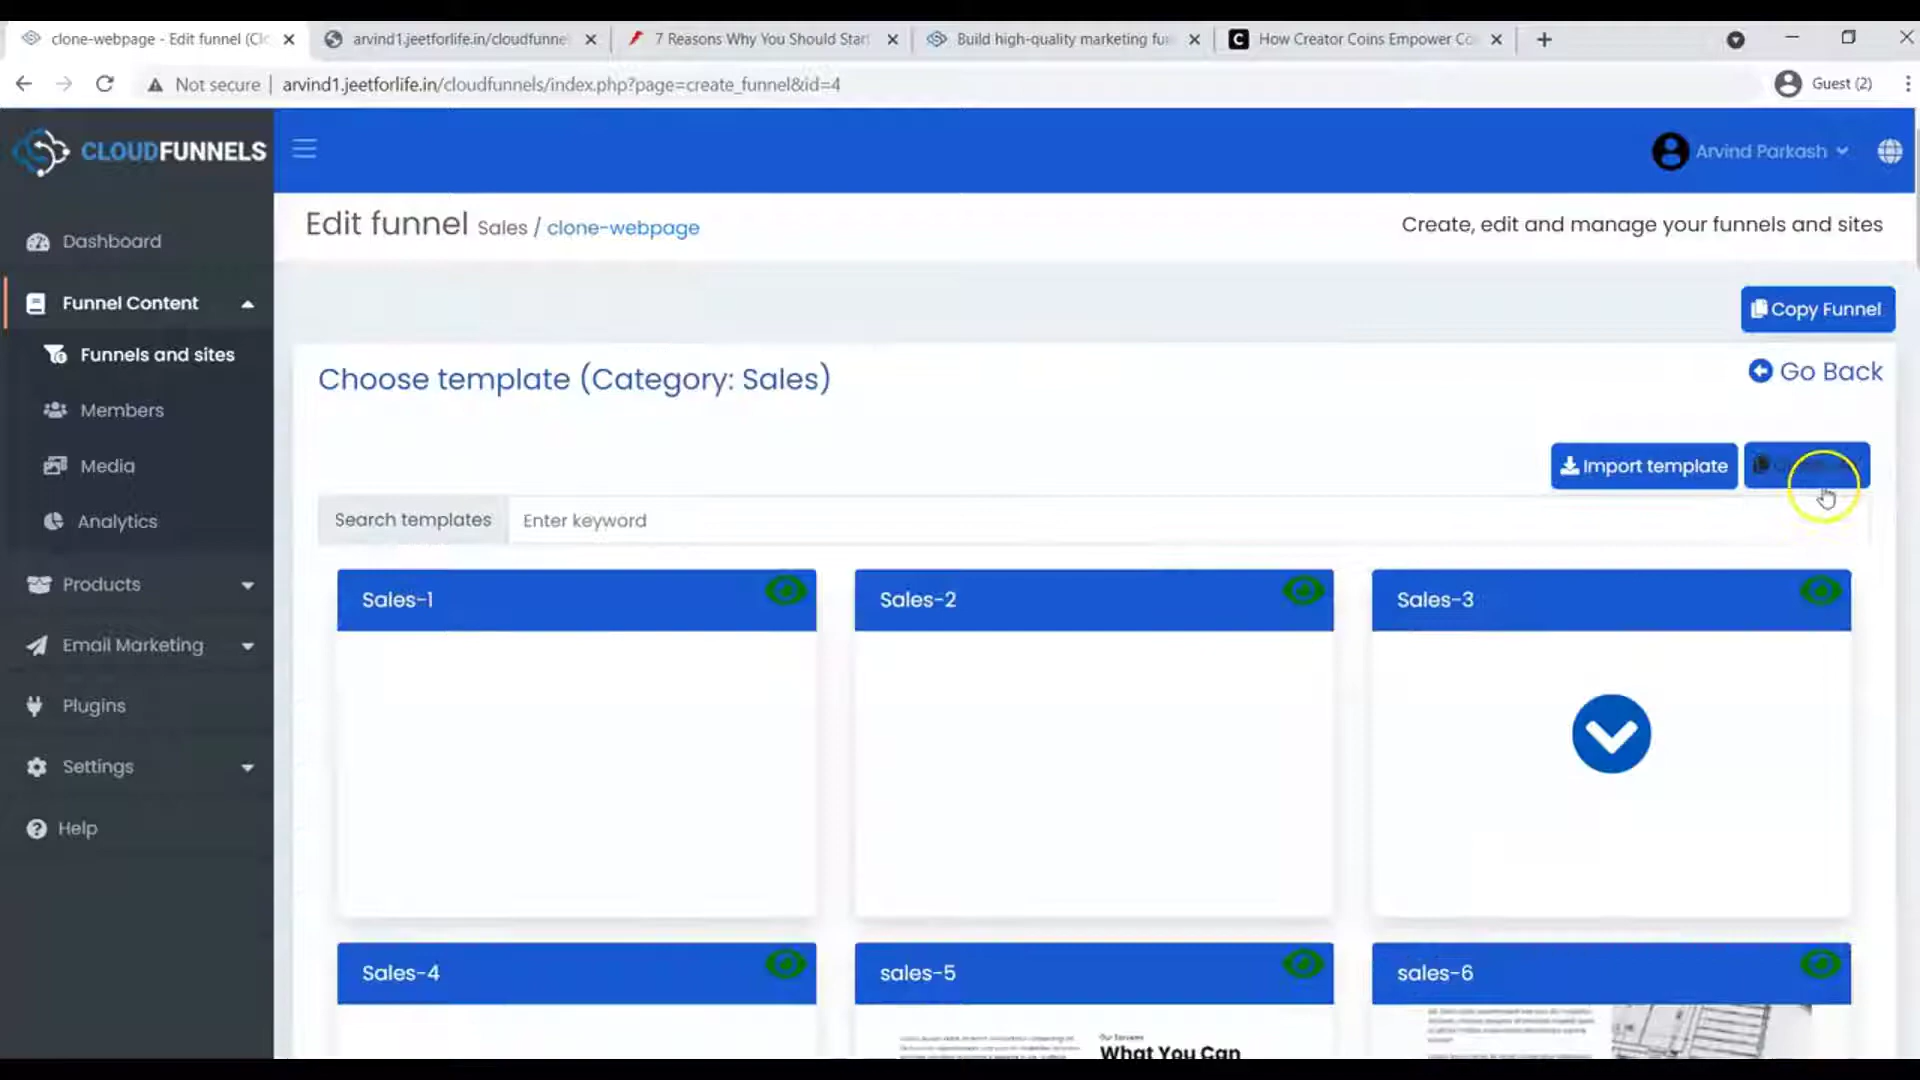 clone-webpage - Edit funnel (Clo
arvind1.jeetforlife.in/cloudfunne
7 Reasons Why You Should Star
Build high-quality marketing fun
How Creator Coins Empower Co
Not secure
arvind1.jeetforlife.in/cloudfunnels/index.php?page=create_funnel&id=4
Guest (2)
CLOUDFUNNELS
Arvind Parkash
Edit funnel Sales / clone-webpage
Create, edit and manage your funnels and sites
Dashboard
Funnel Content
Funnels and sites
Members
Media
Analytics
Products
Email Marketing
Plugins
Settings
Help
Copy Funnel
Choose template (Category: Sales)
Go Back
Import template
Search templates
Enter keyword
Sales-1
Sales-2
Sales-3
Sales-4
sales-5
sales-6
Our Services
What You Can